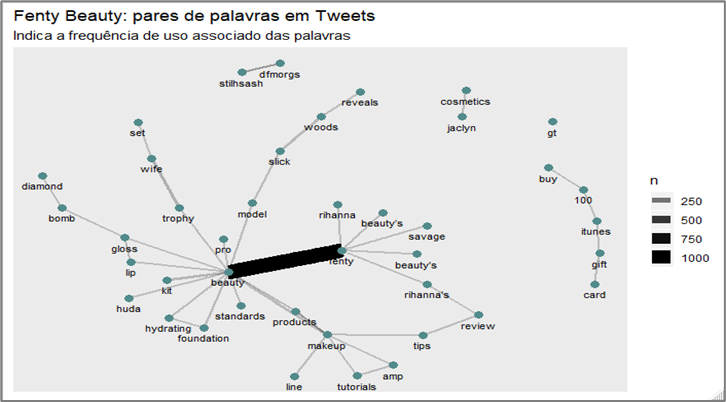 Fenty Beauty: pares de palavras em Tweets
Indica a frequência de uso associado das palavras
dfmorgs
stilhsash
reveals
cosmetics
woods
jaclyn
set
gt
slick
wife
buy
diamond
100
bomb
trophy
model
rihanna
beauty's
itunes
savage
gloss
pro
fenty
beauty's
gift
lip
beauty
kit
rihanna's
card
huda
standards
products
review
hydrating
foundation
makeup
tips
line
tutorials
amp
n
250
500
750
1000